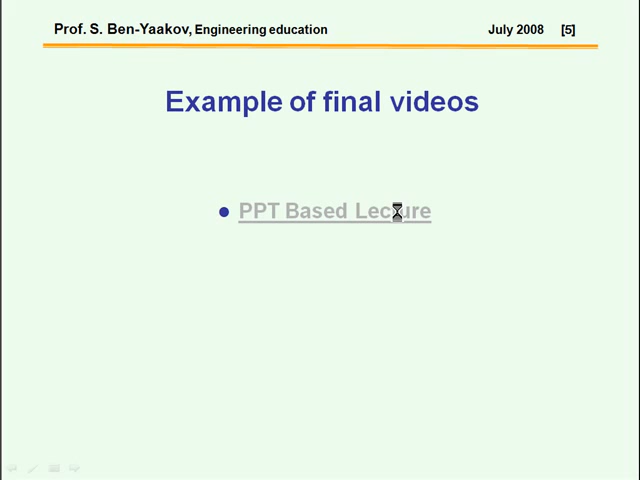 Prof. S. Ben-Yaakov, Engineering education July 2008 [5]
Example of final videos
• PPT Based Lecture